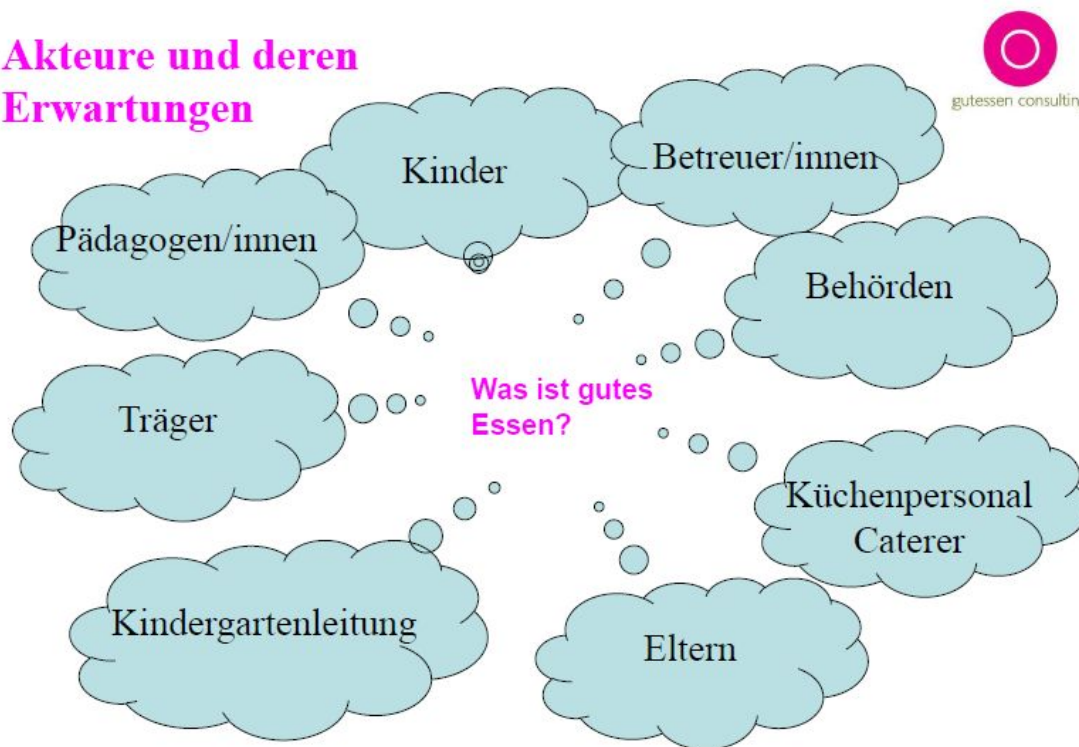 Akteure und deren
Erwartungen
gutessen consultin
Kinder
Betreuer/innen
Pädagogen/innen
Behörden
Was ist gutes
Essen?
Träger
Küchenpersonal
Caterer
Kindergartenleitung
Eltern